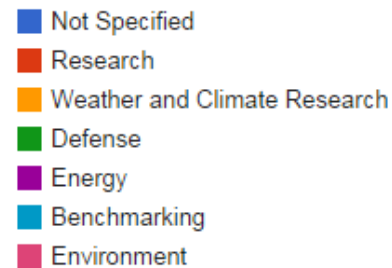 Not Specified
Research
Weather and Climate Research
Defense
Energy
Benchmarking
Environment